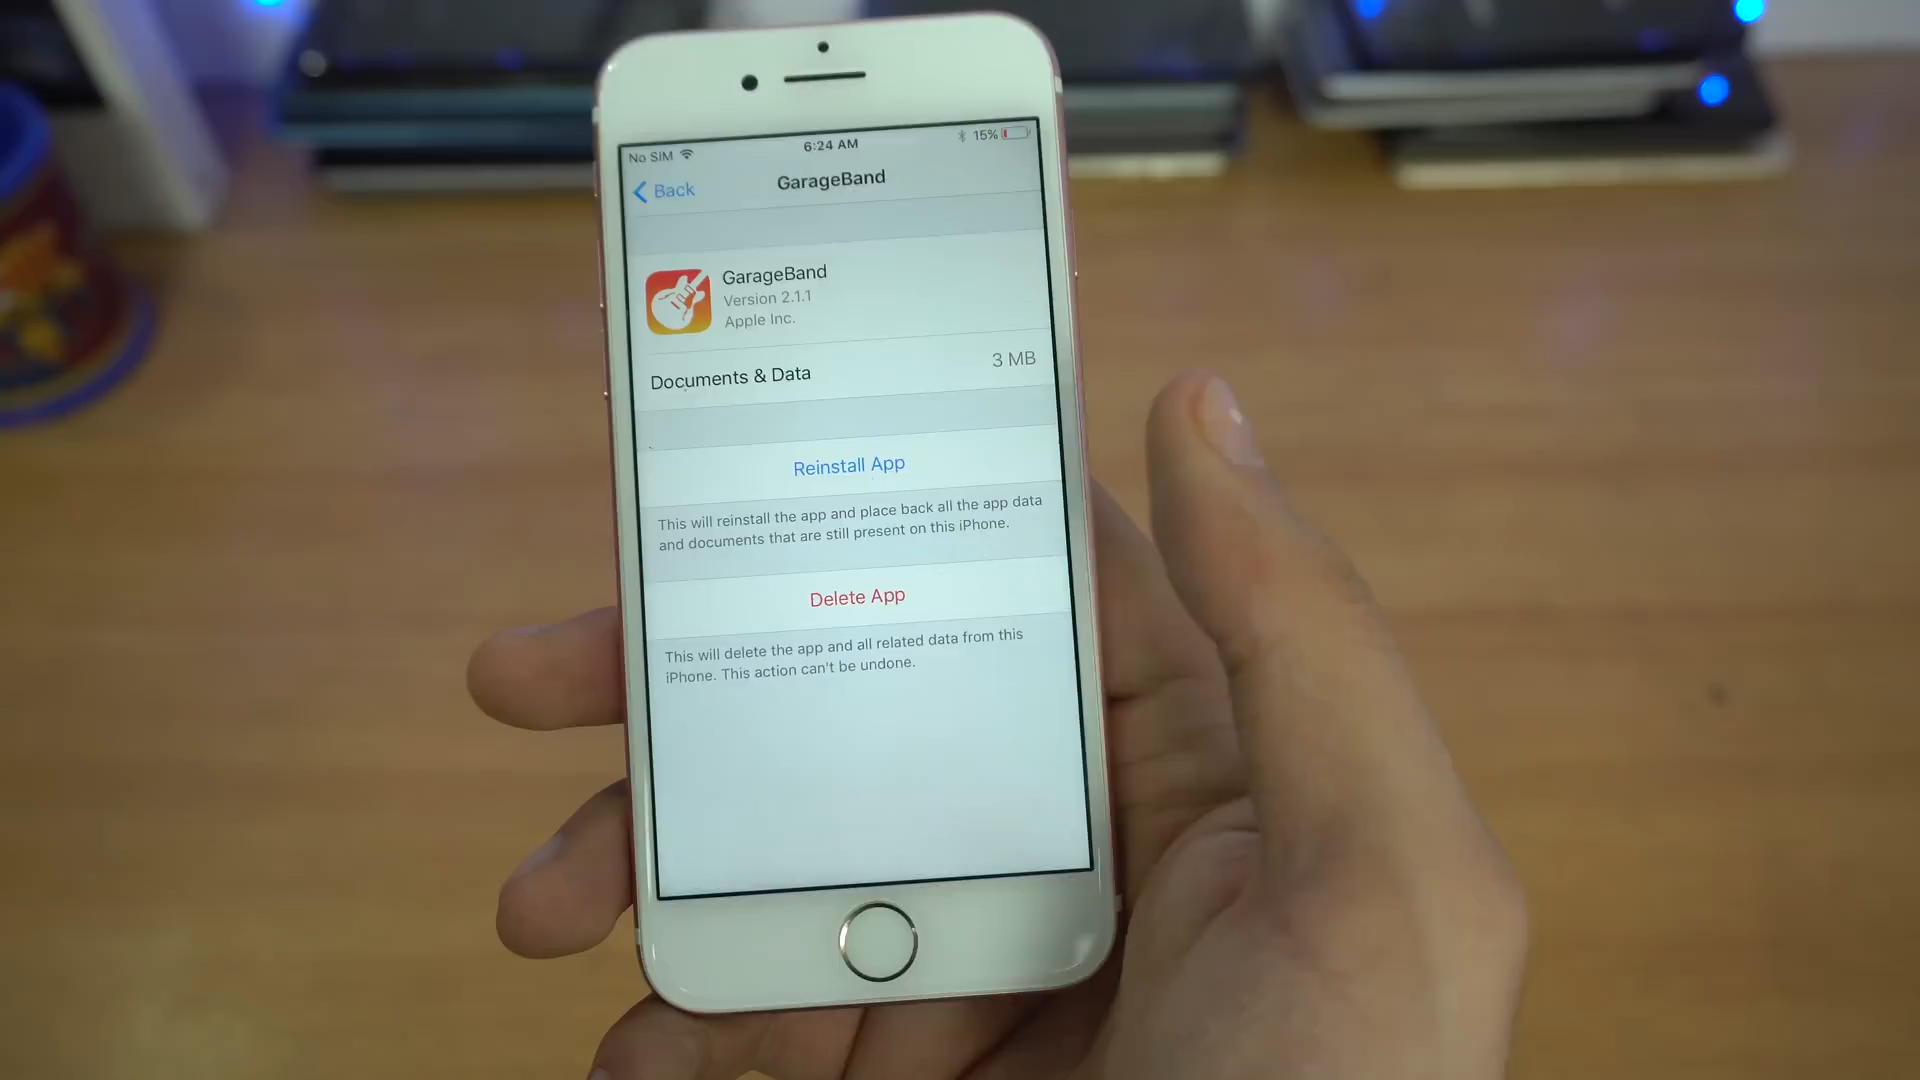 No SIM
6:24 AM
15%
Back
GarageBand
GarageBand
Version 2.1.1
Apple Inc.
Documents & Data
3 MB
Reinstall App
This will reinstall the app and place back all the app data
and documents that are still present on this iPhone.
Delete App
This will delete the app and all related data from this
iPhone. This action can't be undone.